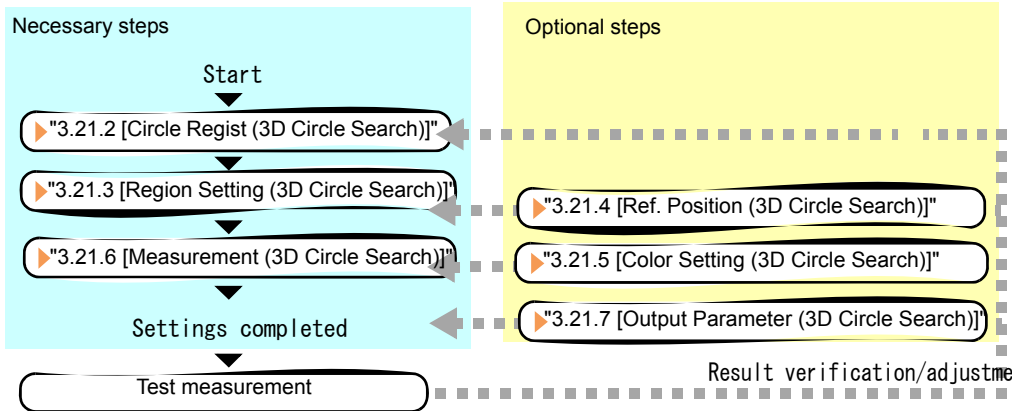 Necessary steps
Start
"3.21.2 [Circle Regist (3D Circle Search)]"
"3.21.3 [Region Setting (3D Circle Search)]"
"3.21.6 [Measurement (3D Circle Search)]"
Settings completed
Test measurement
Optional steps
"3.21.4 [Ref. Position (3D Circle Search)]"
"3.21.5 [Color Setting (3D Circle Search)]"
"3.21.7 [Output Parameter (3D Circle Search)]"
Result verification/adjustme